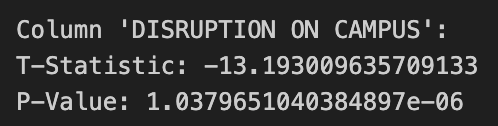 Column 'DISRUPTION ON CAMPUS':
T-Statistic: -13.193009635709133
P-Value: 1.0379651040384897e-06